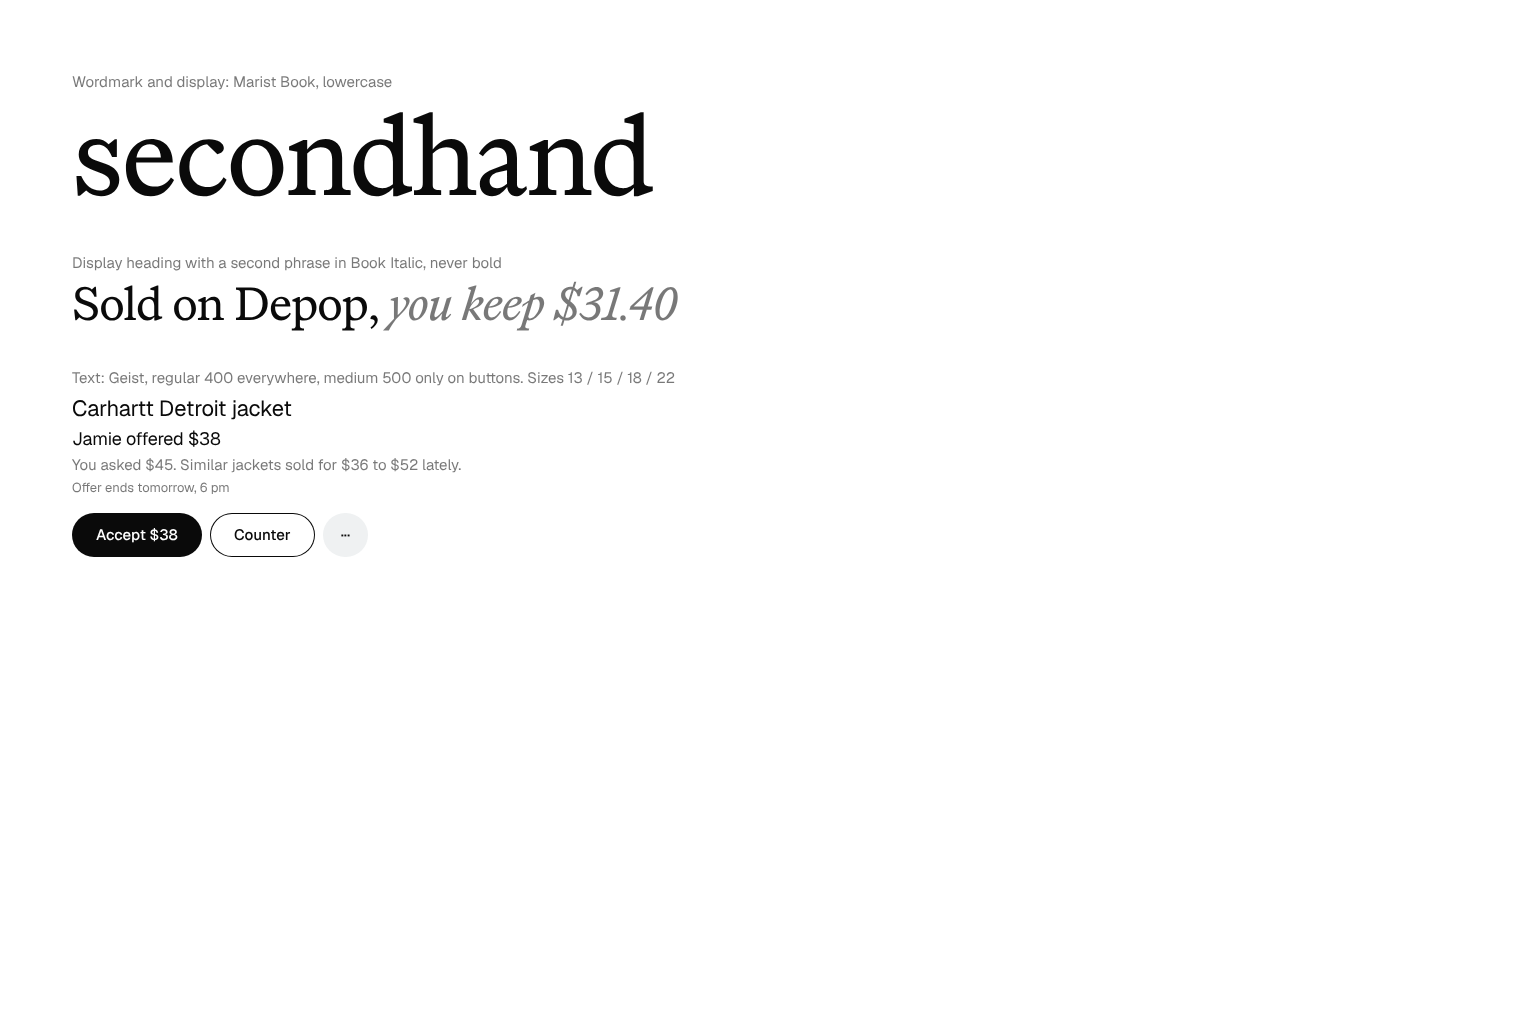 Wordmark and display: Marist Book, lowercase
secondhand
Display heading with a second phrase in Book Italic, never bold
Sold on Depop, you keep $31.40
Text: Geist, regular 400 everywhere, medium 500 only on buttons. Sizes 13 / 15 / 18 / 22
Carhartt Detroit jacket
Jamie offered $38
You asked $45. Similar jackets sold for $36 to $52 lately.
Offer ends tomorrow, 6 pm
Accept $38 Counter ...